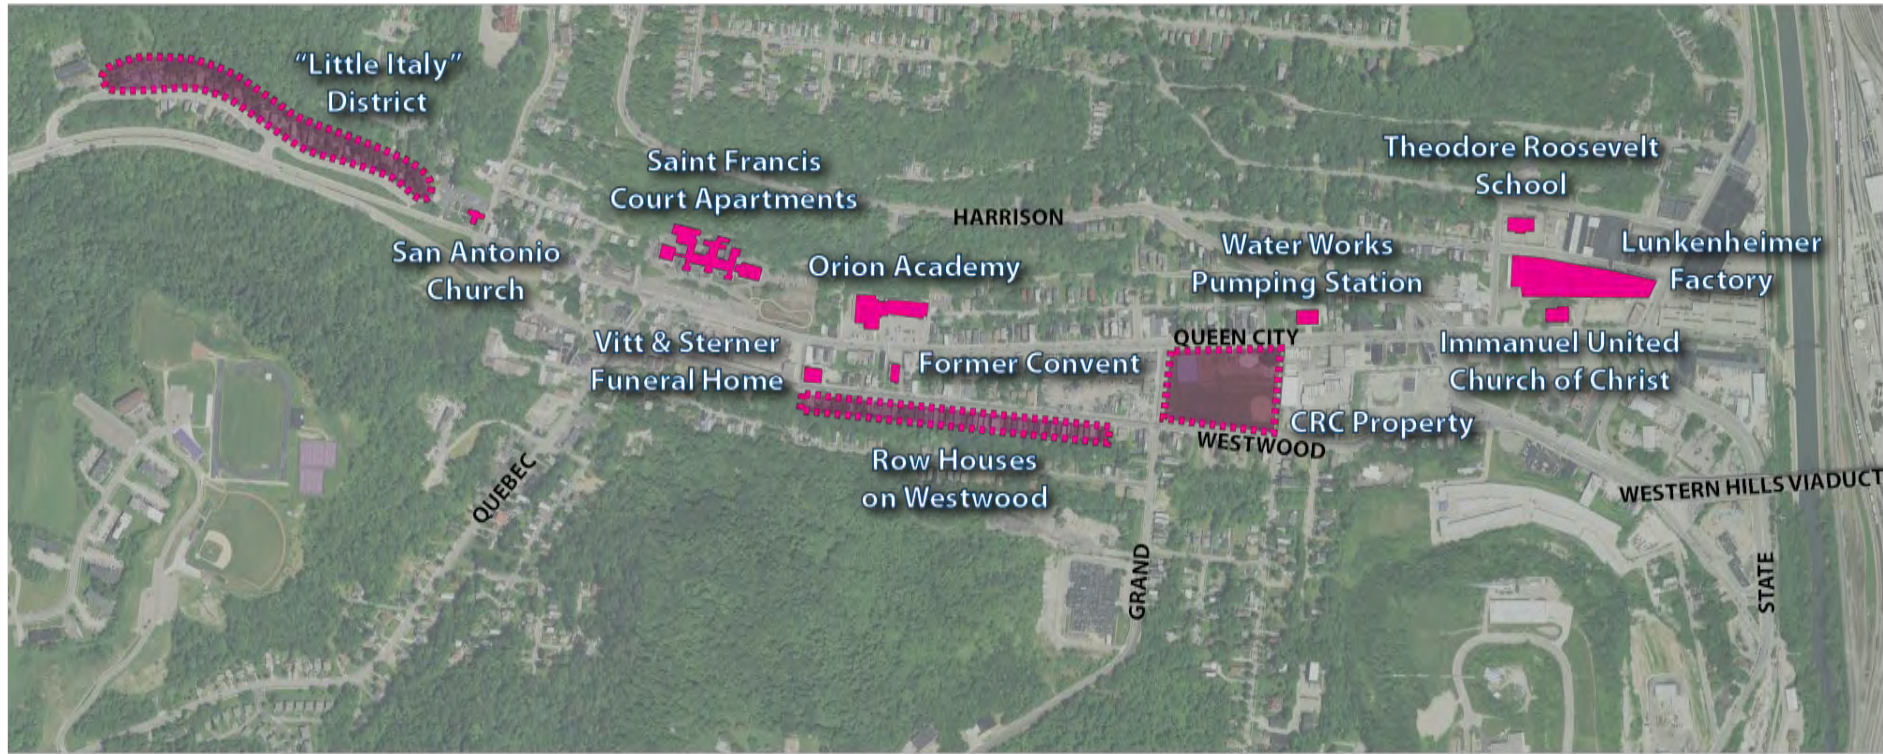 “Little Italy”
District
Saint Francis
Court Apartments
Theodore Roosevelt
School
HARRISON
San Antonio
Church
Orion Academy
Water Works
Pumping Station
Lunkenheimer
Factory
Vitt & Sterner
Funeral Home
Former Convent
QUEEN CITY
Immanuel United
Church of Christ
CRC Property
WESTWOOD
Row Houses
on Westwood
QUEBEC
WESTERN HILLS VIADUCT
GRAND
STATE